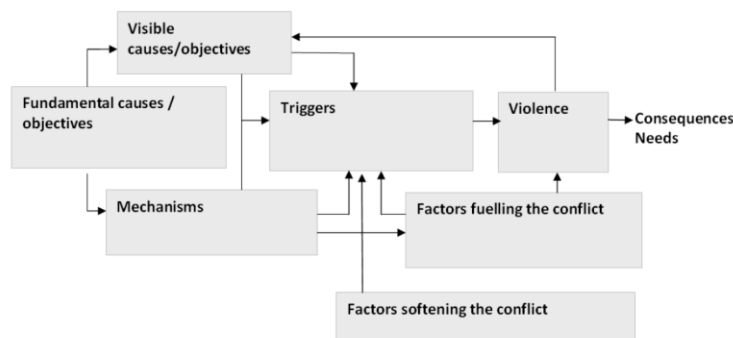 Visible
causes/objectives
Fundamental causes /
objectives
Triggers
Violence
Consequences
Needs
Mechanisms
Factors fuelling the conflict
Factors softening the conflict